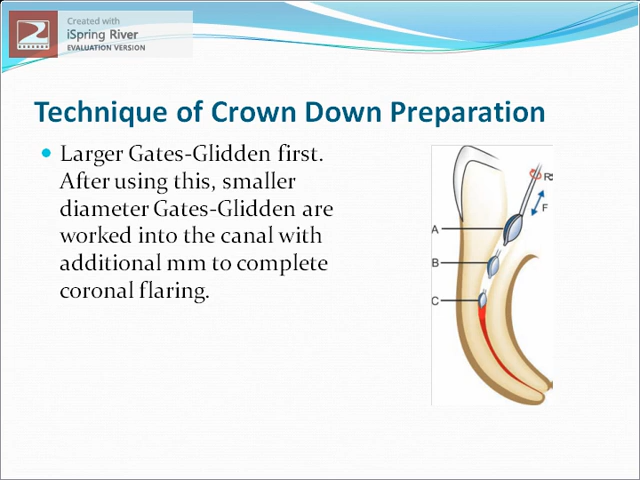 Created with
iSpring River
EVALUATION VERSION
Technique of Crown Down Preparation
Larger Gates-Glidden first.
After using this, smaller
diameter Gates-Glidden are
worked into the canal with
additional mm to complete
coronal flaring.
R
F
A
B
C